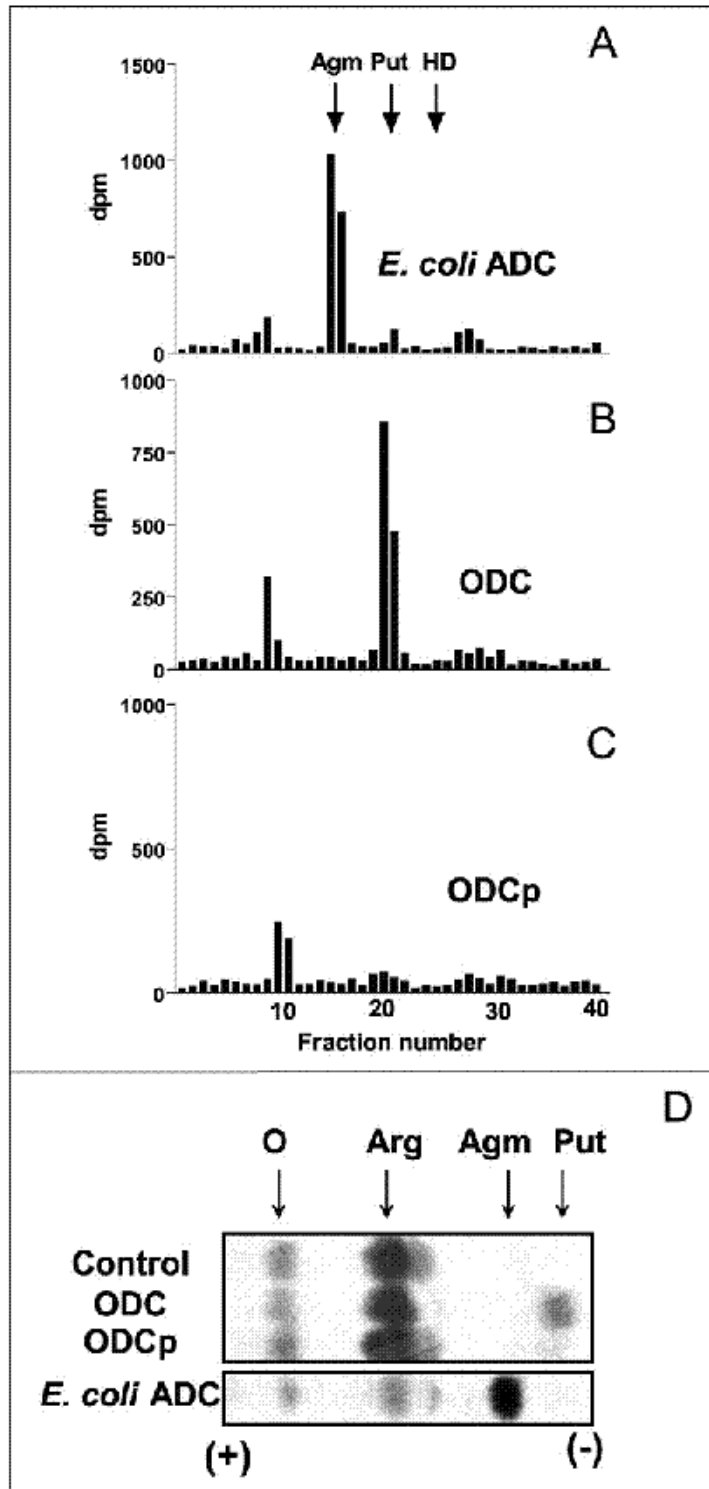 A
Agm Put HD
1500
1000
500
0
dpm
E. coli ADC
B
1000
750
500
250
0
dpm
ODC
C
1000
500
0
dpm
ODCp
10 20 30 40
Fraction number
D
O Arg Agm Put
Control
ODC
ODCp
E. coli ADC
(+) (-)